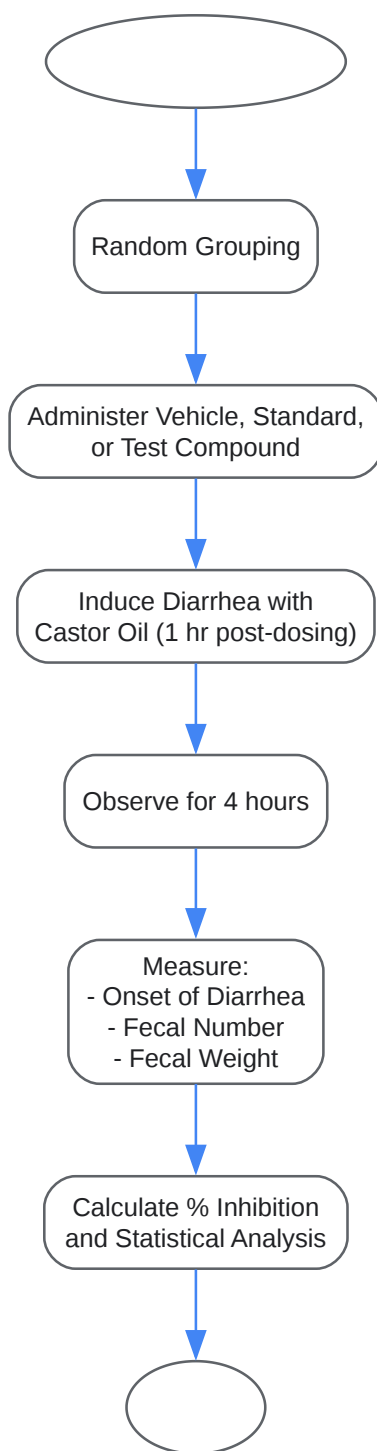 Random Grouping
Administer Vehicle, Standard,
or Test Compound
Induce Diarrhea with
Castor Oil (1 hr post-dosing)
Observe for 4 hours
Measure:
- Onset of Diarrhea
- Fecal Number
- Fecal Weight
Calculate % Inhibition
and Statistical Analysis